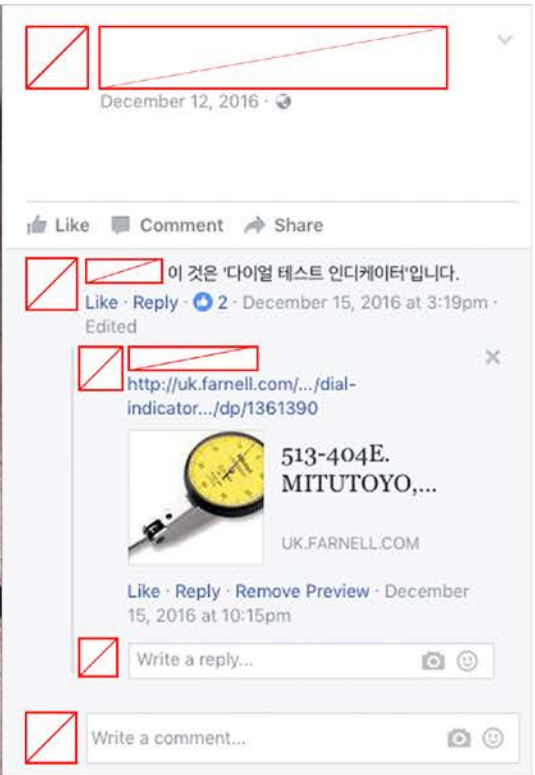 December 12, 2016 ·
Like Comment Share
이 것은 '다이얼 테스트 인디케이터'입니다.
Like · Reply · 2 · December 15, 2016 at 3:19pm ·
Edited
http://uk.farnell.com/.../dial-
indicator.../dp/1361390
513-404E.
MITUTOYO,...
UK.FARNELL.COM
Like · Reply · Remove Preview · December
15, 2016 at 10:15pm
Write a reply...
Write a comment...